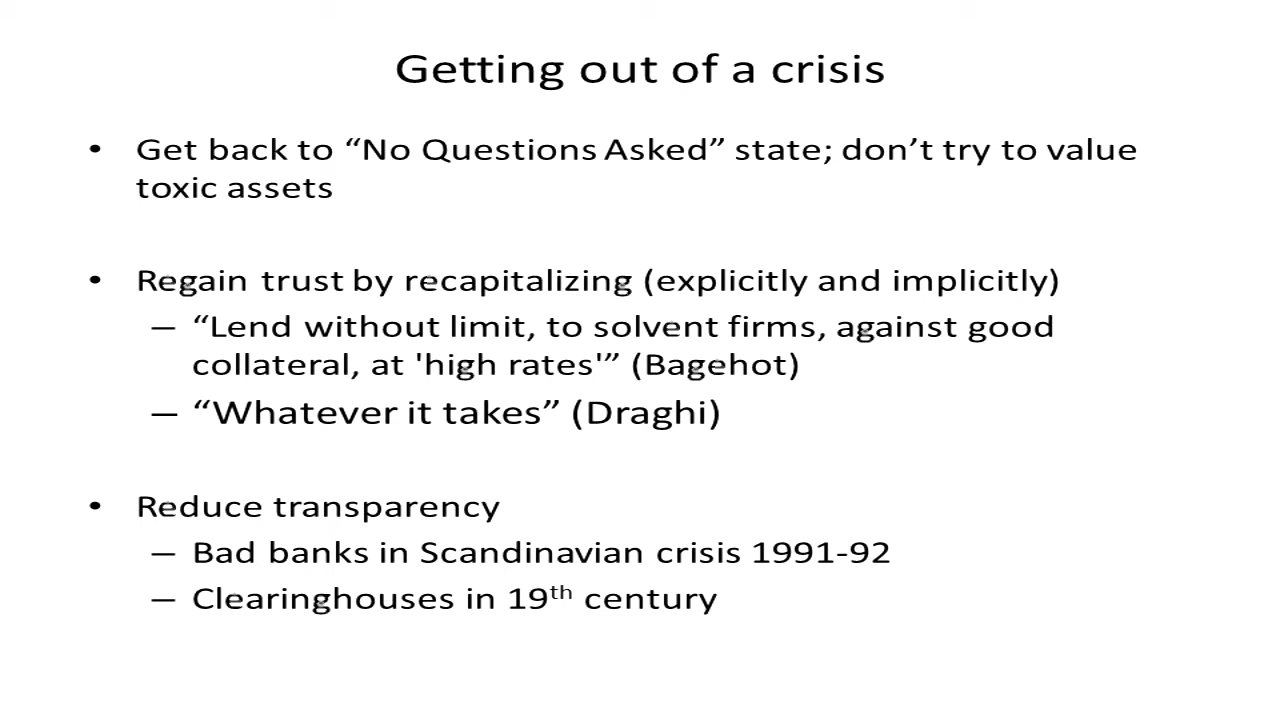 Getting out of a crisis
• Get back to “No Questions Asked” state; don’t try to value
toxic assets
• Regain trust by recapitalizing (explicitly and implicitly)
– “Lend without limit, to solvent firms, against good
collateral, at 'high rates'” (Bagehot)
– “Whatever it takes” (Draghi)
• Reduce transparency
– Bad banks in Scandinavian crisis 1991-92
– Clearinghouses in 19th century